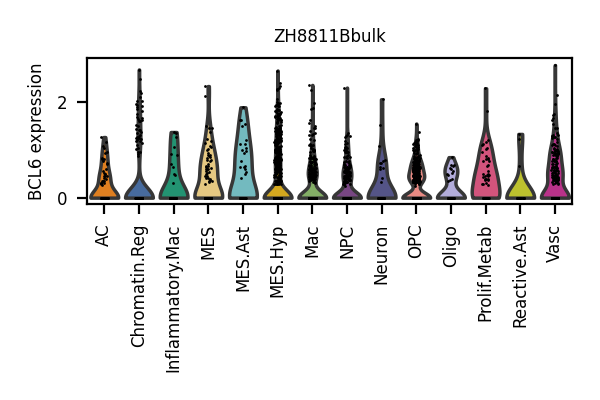 ZH8811Bbulk
BCL6 expression
2
0
AC
Chromatin.Reg
Inflammatory.Mac
MES
MES.Ast
MES.Hyp
Mac
NPC
Neuron
OPC
Oligo
Prolif.Metab
Reactive.Ast
Vasc